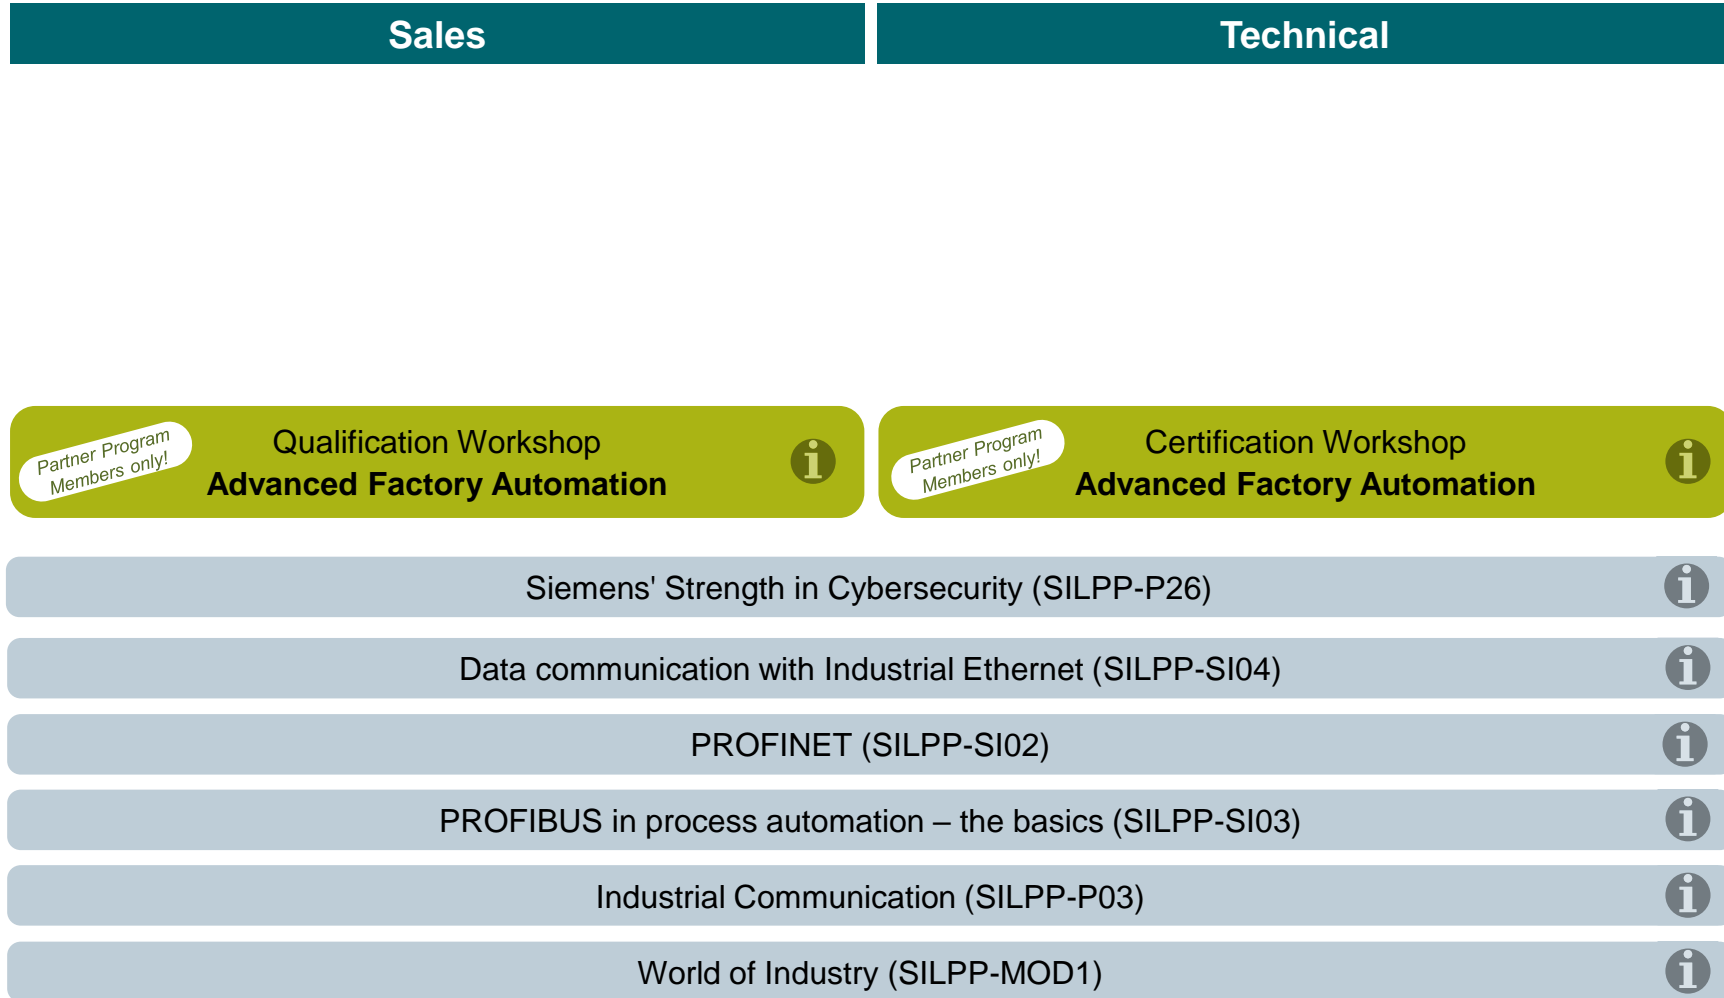 Sales
Technical
Partner Program
Members only!
Qualification Workshop
Advanced Factory Automation
Partner Program
Members only!
Certification Workshop
Advanced Factory Automation
Siemens' Strength in Cybersecurity (SILPP-P26)
Data communication with Industrial Ethernet (SILPP-SI04)
PROFINET (SILPP-SI02)
PROFIBUS in process automation – the basics (SILPP-SI03)
Industrial Communication (SILPP-P03)
World of Industry (SILPP-MOD1)